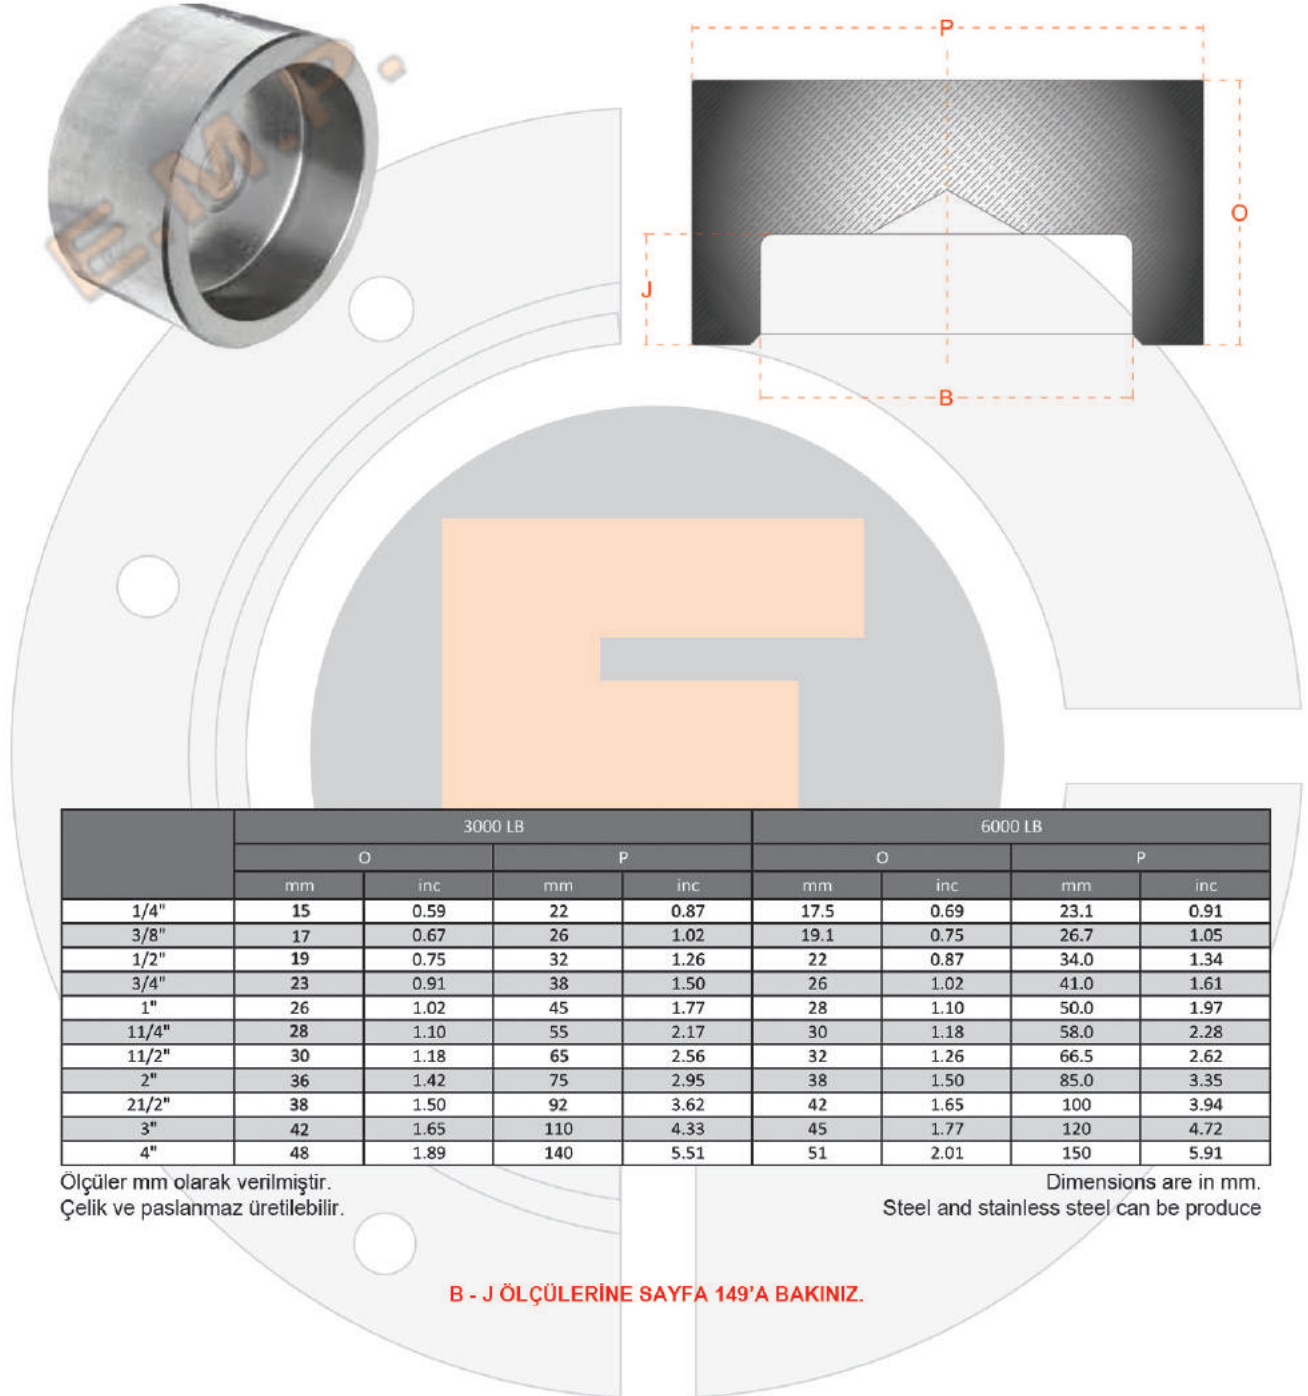 E.M.P.
P
O
J
B
3000 LB 6000 LB
O P O P
mm inc mm inc mm inc mm inc
1/4" 15 0.59 22 0.87 17.5 0.69 23.1 0.91
3/8" 17 0.67 26 1.02 19.1 0.75 26.7 1.05
1/2" 19 0.75 32 1.26 22 0.87 34.0 1.34
3/4" 23 0.91 38 1.50 26 1.02 41.0 1.61
1" 26 1.02 45 1.77 28 1.10 50.0 1.97
11/4" 28 1.10 55 2.17 30 1.18 58.0 2.28
11/2" 30 1.18 65 2.56 32 1.26 66.5 2.62
2" 36 1.42 75 2.95 38 1.50 85.0 3.35
21/2" 38 1.50 92 3.62 42 1.65 100 3.94
3" 42 1.65 110 4.33 45 1.77 120 4.72
4" 48 1.89 140 5.51 51 2.01 150 5.91
Ölçüler mm olarak verilmiştir.
Çelik ve paslanmaz üretilebilir.
Dimensions are in mm.
Steel and stainless steel can be produce
B - J ÖLÇÜLERİNE SAYFA 149'A BAKINIZ.